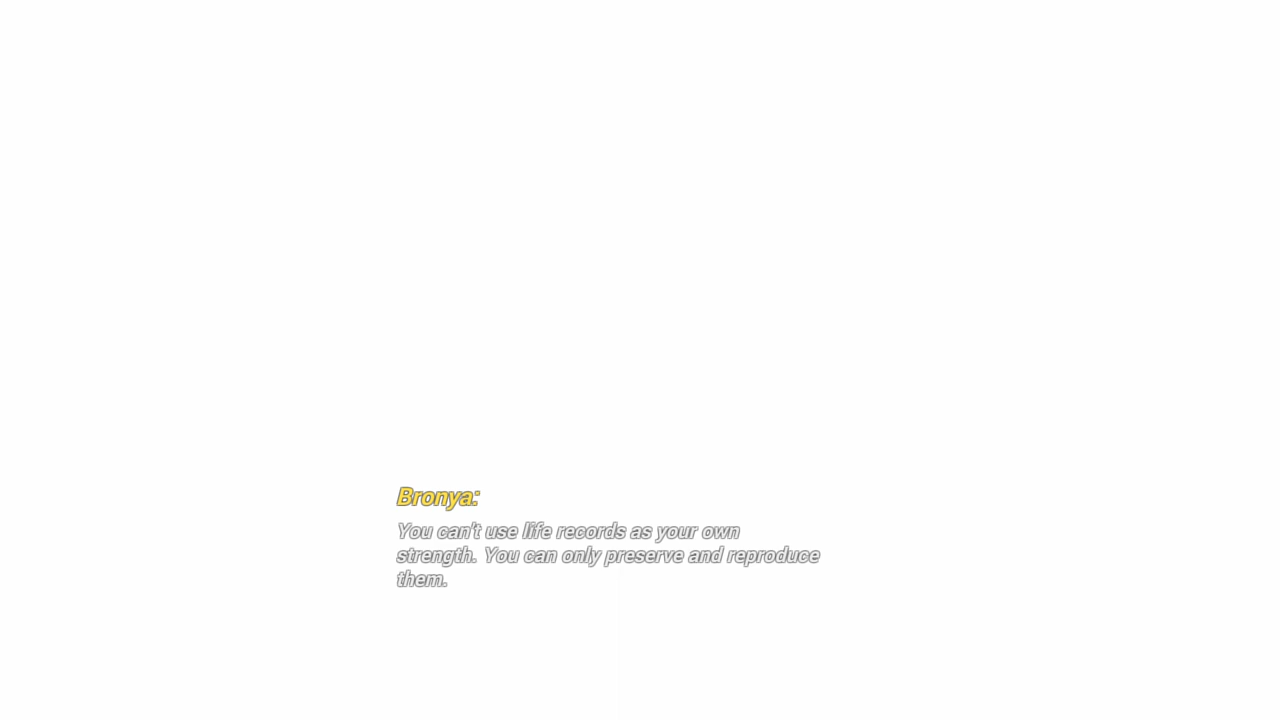 Bronya:
You can't use life records as your own
strength. You can only preserve and reproduce
them.